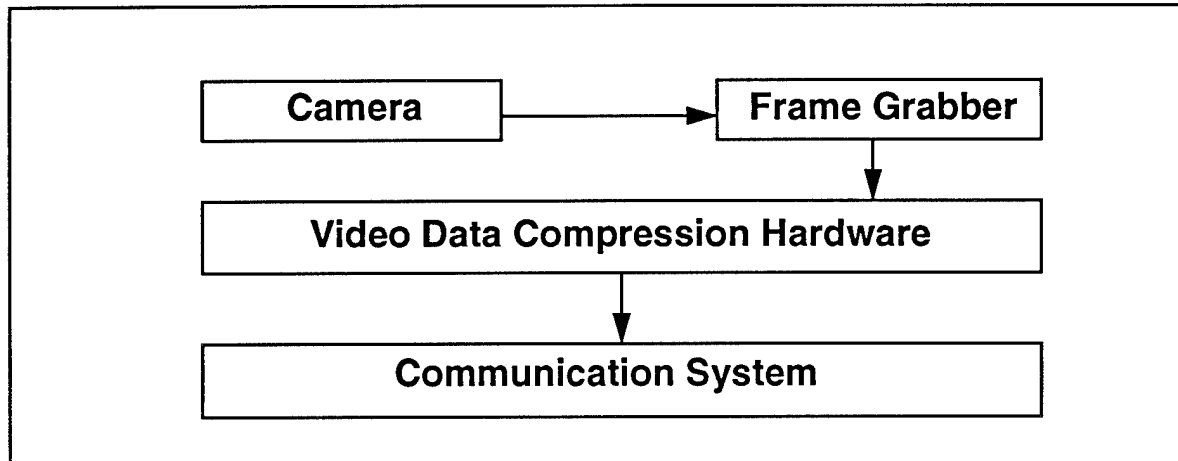 Camera
Frame Grabber
Video Data Compression Hardware
Communication System